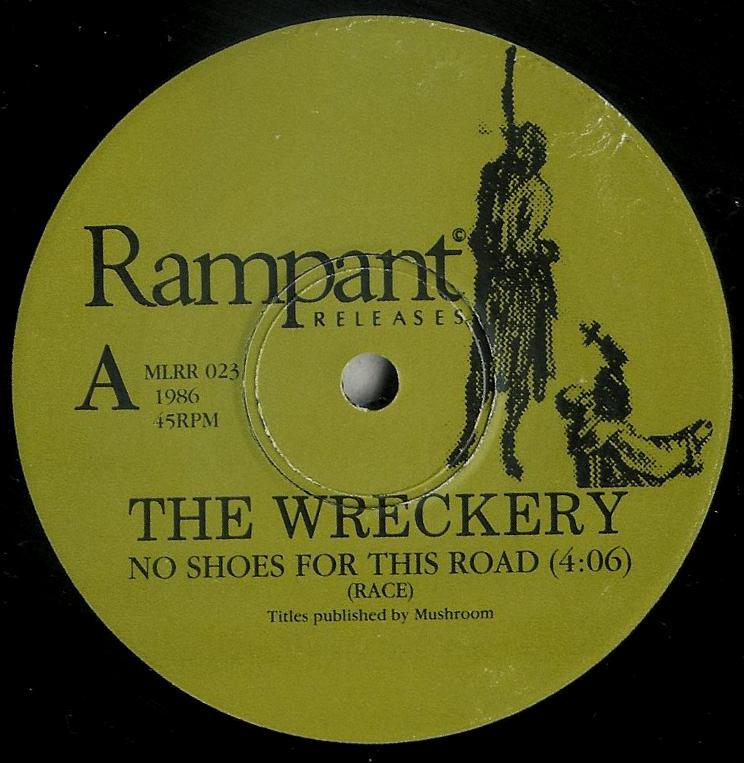 Rampant©
RELEASES
A
MLRR 023
1986
45RPM
THE WRECKERY
NO SHOES FOR THIS ROAD (4:06)
(RACE)
Titles published by Mushroom